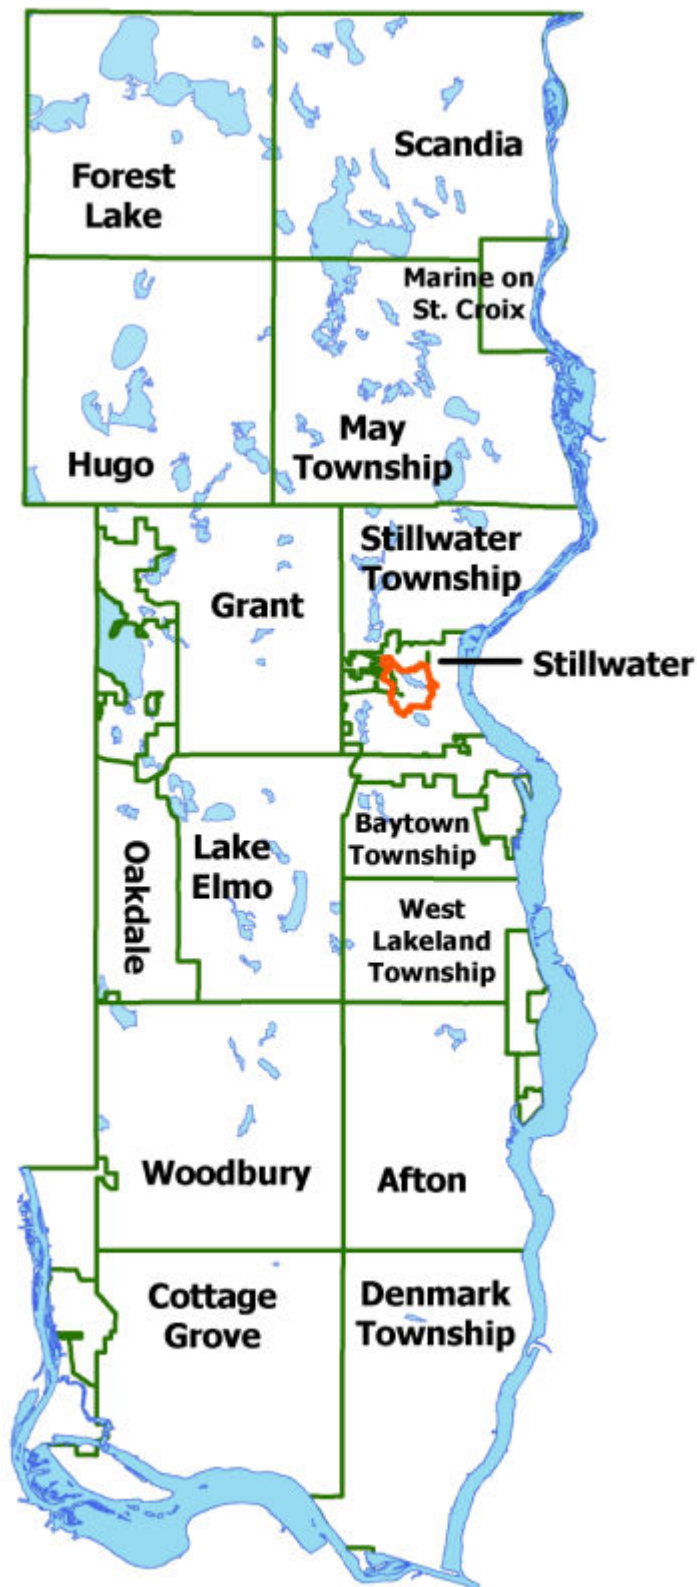 Scandia
Forest
Lake
Marine on
St. Croix
May
Township
Hugo
Stillwater
Township
Grant
Stillwater
Baytown
Township
Lake
Elmo
Oakdale
West
Lakeland
Township
Woodbury
Afton
Cottage
Grove
Denmark
Township